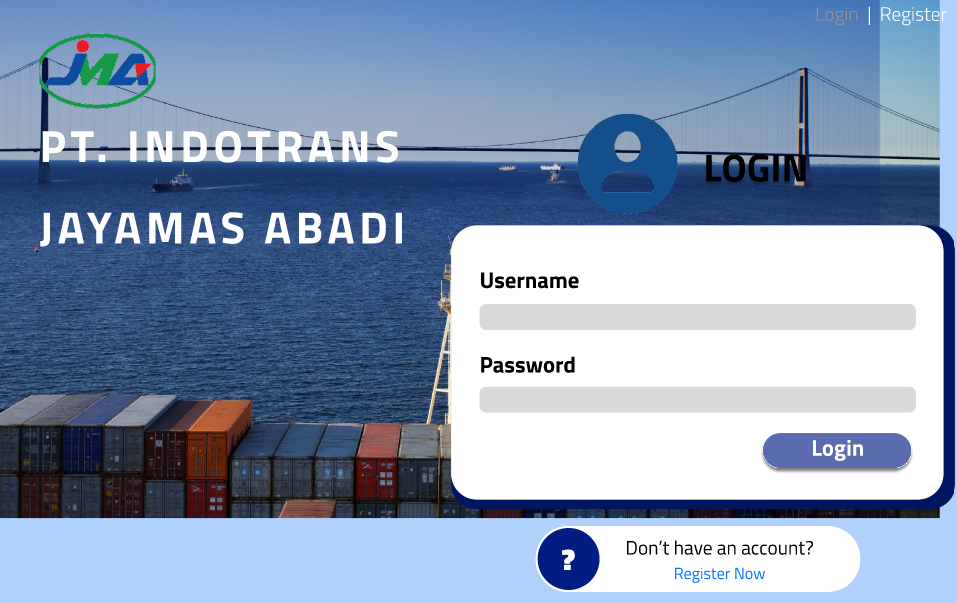 Login | Register
JMA
PT. INDOTRANS
JAYAMAS ABADI
LOGIN
Username
Password
Login
?
Don’t have an account?
Register Now